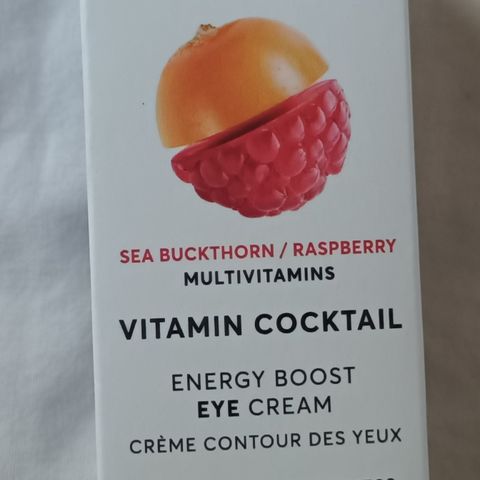 SEA BUCKTHORN / RASPBERRY
MULTIVITAMINS
VITAMIN COCKTAIL
ENERGY BOOST
EYE CREAM
CRÈME CONTOUR DES YEUX